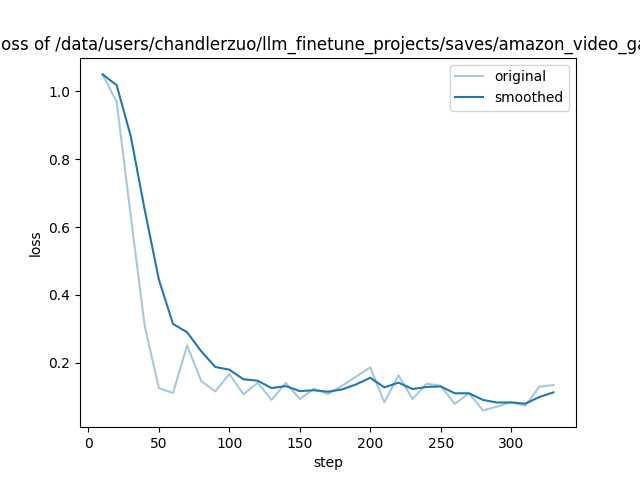 oss of /data/users/chandlerzuo/llm_finetune_projects/saves/amazon_video_ga
original
smoothed
1.0
0.8
0.6
0.4
0.2
loss
0 50 100 150 200 250 300
step